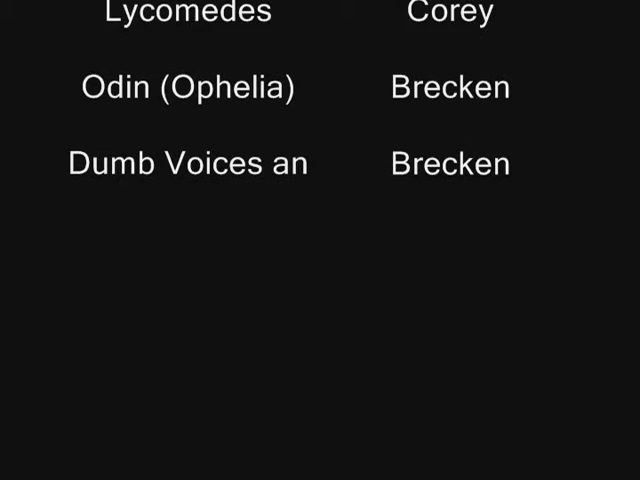 Lycomedes Corey
Odin (Ophelia) Brecken
Dumb Voices an Brecken